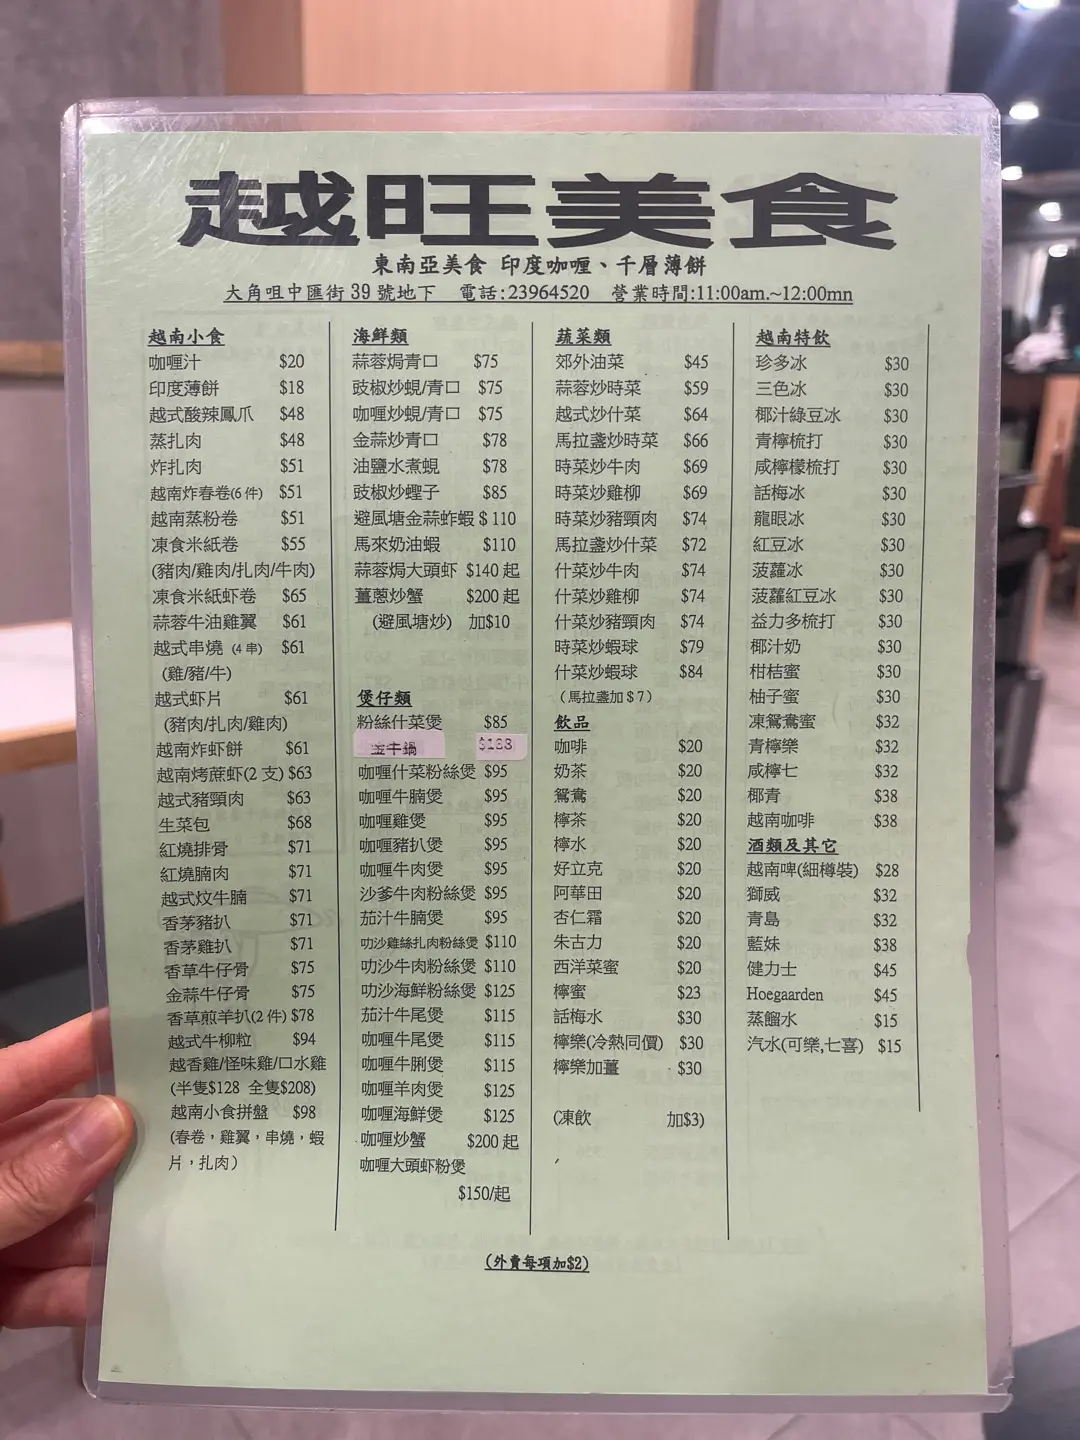 越旺美食
東南亞美食 印度咖喱、千層薄餅
大角咀中匯街 39 號地下 電話:23964520 營業時間:11:00am.~12:00mn
越南小食
咖喱汁 $20
印度薄餅 $18
越式酸辣鳳爪 $48
蒸扎肉 $48
炸扎肉 $51
越南炸春卷(6 件) $51
越南蒸粉卷 $51
凍食米紙卷 $55
(豬肉/雞肉/扎肉/牛肉)
凍食米紙虾卷 $65
蒜蓉牛油雞翼 $61
越式串燒 (4 串) $61
(雞/豬/牛)
越式虾片 $61
(豬肉/扎肉/雞肉)
越南炸虾餅 $61
越南烤蔗虾(2 支) $63
越式豬頸肉 $63
生菜包 $68
紅燒排骨 $71
紅燒腩肉 $71
越式炆牛腩 $71
香茅豬扒 $71
香茅雞扒 $71
香草牛仔骨 $75
金蒜牛仔骨 $75
香草煎羊扒(2 件) $78
越式牛柳粒 $94
越香雞/怪味雞/口水雞
(半隻$128 全隻$208)
越南小食拼盤 $98
(春卷，雞翼，串燒，蝦
片，扎肉)
海鮮類
蒜蓉焗青口 $75
豉椒炒蜆/青口 $75
咖喱炒蜆/青口 $75
金蒜炒青口 $78
油鹽水煮蜆 $78
豉椒炒蟶子 $85
避風塘金蒜蚱蝦 $ 110
馬來奶油蝦 $110
蒜蓉焗大頭虾 $140 起
薑蔥炒蟹 $200 起
(避風塘炒) 加$10
煲仔類
粉絲什菜煲 $85
金牛鍋 $133
咖喱什菜粉絲煲 $95
咖喱牛腩煲 $95
咖喱雞煲 $95
咖喱豬扒煲 $95
咖喱牛肉煲 $95
沙爹牛肉粉絲煲 $95
茄汁牛腩煲 $95
叻沙雞絲扎肉粉絲煲 $110
叻沙牛肉粉絲煲 $110
叻沙海鮮粉絲煲 $125
茄汁牛尾煲 $115
咖喱牛尾煲 $115
咖喱牛脷煲 $115
咖喱羊肉煲 $125
咖喱海鮮煲 $125
咖喱炒蟹 $200 起
咖喱大頭虾粉煲
$150/起
蔬菜類
郊外油菜 $45
蒜蓉炒時菜 $59
越式炒什菜 $64
馬拉盞炒時菜 $66
時菜炒牛肉 $69
時菜炒雞柳 $69
時菜炒豬頸肉 $74
馬拉盞炒什菜 $72
什菜炒牛肉 $74
什菜炒雞柳 $74
什菜炒豬頸肉 $74
時菜炒蝦球 $79
什菜炒蝦球 $84
(馬拉盞加 $ 7)
飲品
咖啡 $20
奶茶 $20
鴛鴦 $20
檸茶 $20
檸水 $20
好立克 $20
阿華田 $20
杏仁霜 $20
朱古力 $20
西洋菜蜜 $20
檸蜜 $23
話梅水 $30
檸樂(冷熱同價) $30
檸樂加薑 $30
(凍飲 加$3)
越南特飲
珍多冰 $30
三色冰 $30
椰汁綠豆冰 $30
青檸梳打 $30
咸檸檬梳打 $30
話梅冰 $30
龍眼冰 $30
紅豆冰 $30
菠蘿冰 $30
菠蘿紅豆冰 $30
益力多梳打 $30
椰汁奶 $30
柑桔蜜 $30
柚子蜜 $30
凍鴛鴦蜜 $32
青檸樂 $32
咸檸七 $32
椰青 $38
越南咖啡 $38
酒類及其它
越南啤(細樽裝) $28
獅威 $32
青島 $32
藍妹 $38
健力士 $45
Hoegaarden $45
蒸餾水 $15
汽水(可樂,七喜) $15
(外賣每項加$2)